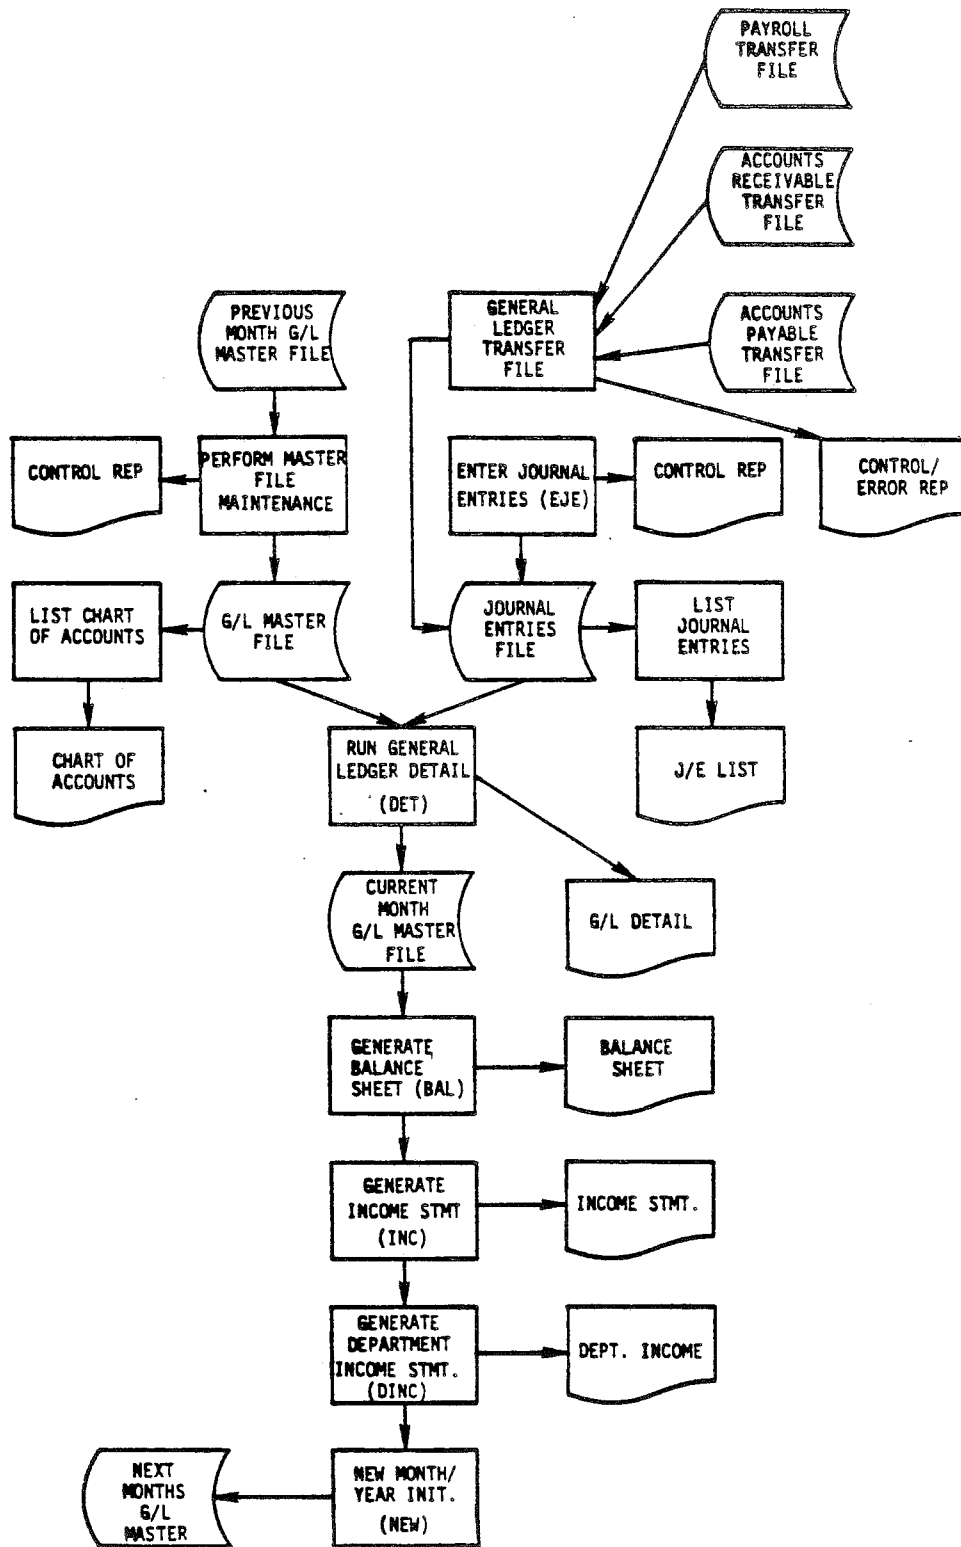 PAYROLL
TRANSFER
FILE
ACCOUNTS
RECEIVABLE
TRANSFER
FILE
PREVIOUS
MONTH G/L
MASTER FILE
GENERAL
LEDGER
TRANSFER
FILE
ACCOUNTS
PAYABLE
TRANSFER
FILE
CONTROL REP
PERFORM MASTER
FILE
MAINTENANCE
ENTER JOURNAL
ENTRIES (EJE)
CONTROL REP
CONTROL/
ERROR REP
LIST CHART
OF ACCOUNTS
G/L MASTER
FILE
JOURNAL
ENTRIES
FILE
LIST
JOURNAL
ENTRIES
CHART OF
ACCOUNTS
RUN GENERAL
LEDGER DETAIL
(DET)
J/E LIST
CURRENT
MONTH
G/L MASTER
FILE
G/L DETAIL
GENERATE
BALANCE
SHEET (BAL)
BALANCE
SHEET
GENERATE
INCOME STMT
(INC)
INCOME STMT.
GENERATE
DEPARTMENT
INCOME STMT.
(DINC)
DEPT. INCOME
NEXT
MONTHS
G/L
MASTER
NEW MONTH/
YEAR INIT.
(NEW)